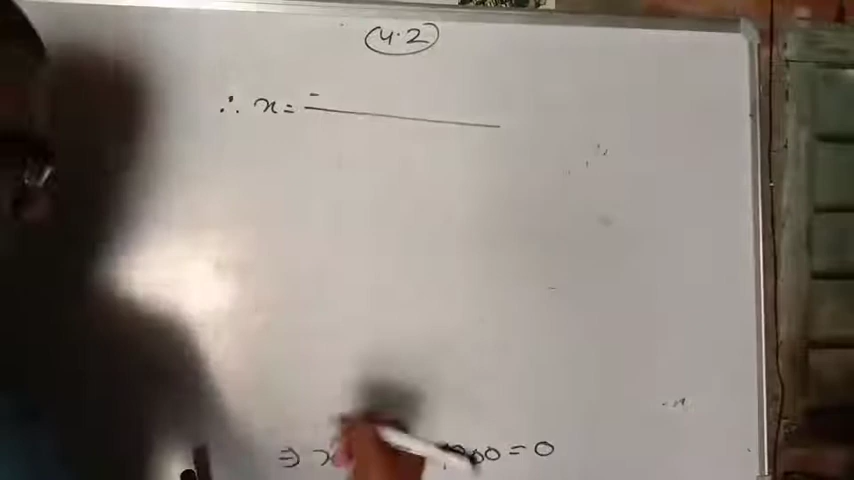 4.2
∴ x = -
⇒ x = 0